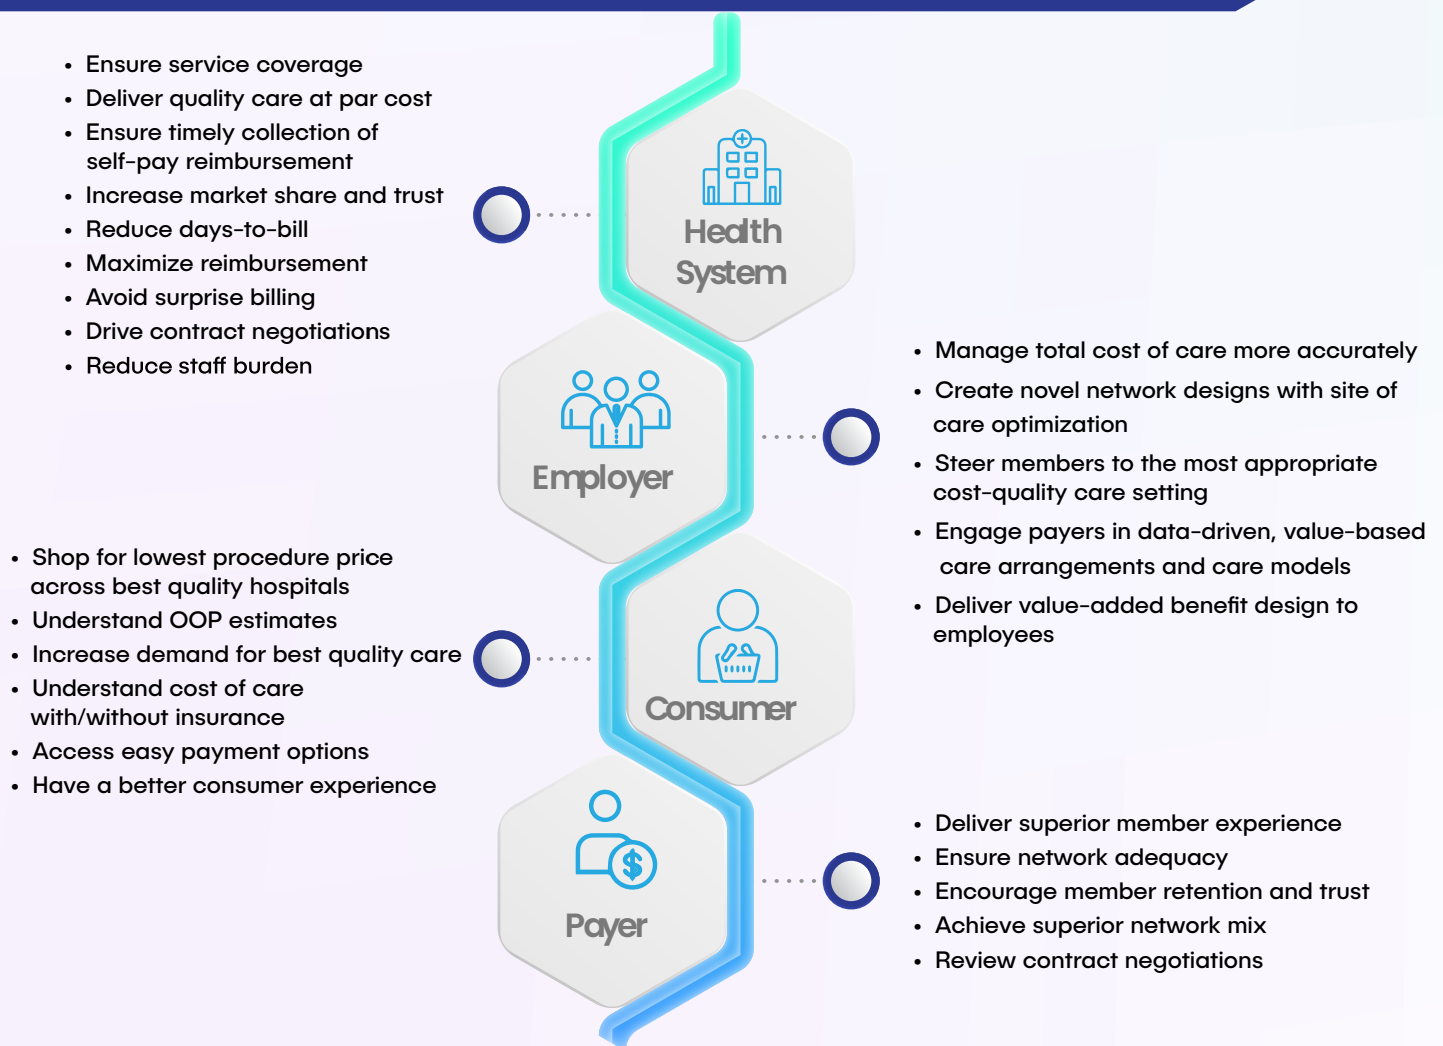 • Ensure service coverage
• Deliver quality care at par cost
• Ensure timely collection of
self-pay reimbursement
• Increase market share and trust
• Reduce days-to-bill
• Maximize reimbursement
• Avoid surprise billing
• Drive contract negotiations
• Reduce staff burden
Health
System
Employer
• Manage total cost of care more accurately
• Create novel network designs with site of
care optimization
• Steer members to the most appropriate
cost-quality care setting
• Engage payers in data-driven, value-based
care arrangements and care models
• Deliver value-added benefit design to
employees
• Shop for lowest procedure price
across best quality hospitals
• Understand OOP estimates
• Increase demand for best quality care
• Understand cost of care
with/without insurance
• Access easy payment options
• Have a better consumer experience
Consumer
$
Payer
• Deliver superior member experience
• Ensure network adequacy
• Encourage member retention and trust
• Achieve superior network mix
• Review contract negotiations